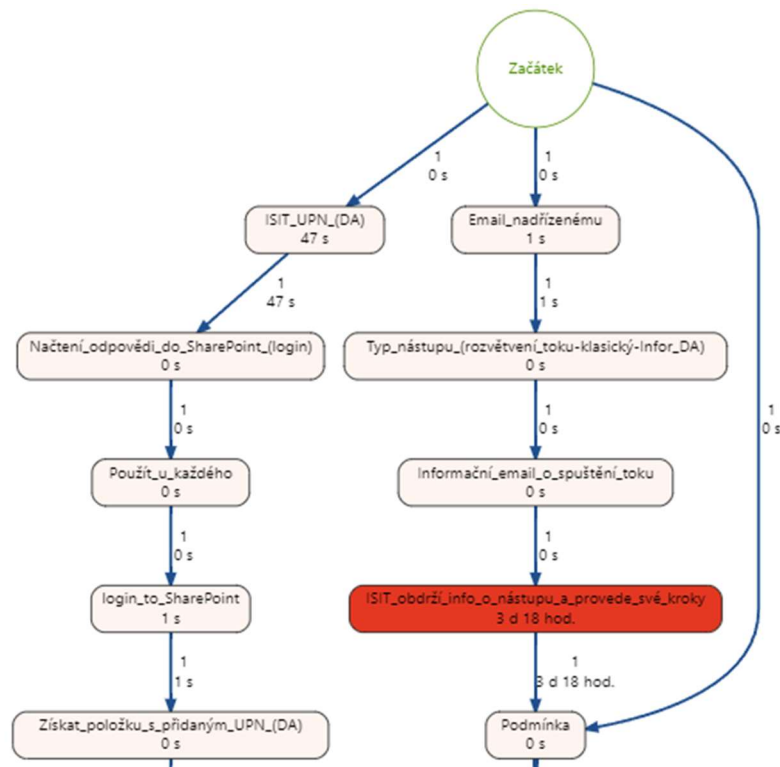 Začátek
1
0 s
1
0 s
ISIT_UPN_(DA)
47 s
Email_nadřízenému
1 s
1
47 s
1
1 s
Načtení_odpovědi_do_SharePoint_(login)
0 s
Typ_nástupu_(rozvětvení_toku-klasický-Infor_DA)
0 s
1
0 s
1
0 s
1
0 s
Použít_u_každého
0 s
Informační_email_o_spuštění_toku
0 s
1
0 s
1
0 s
login_to_SharePoint
1 s
ISIT_obdrží_info_o_nástupu_a_provede_své_kroky
3 d 18 hod.
1
1 s
1
3 d 18 hod.
Získat_položku_s_přidaným_UPN_(DA)
0 s
Podmínka
0 s